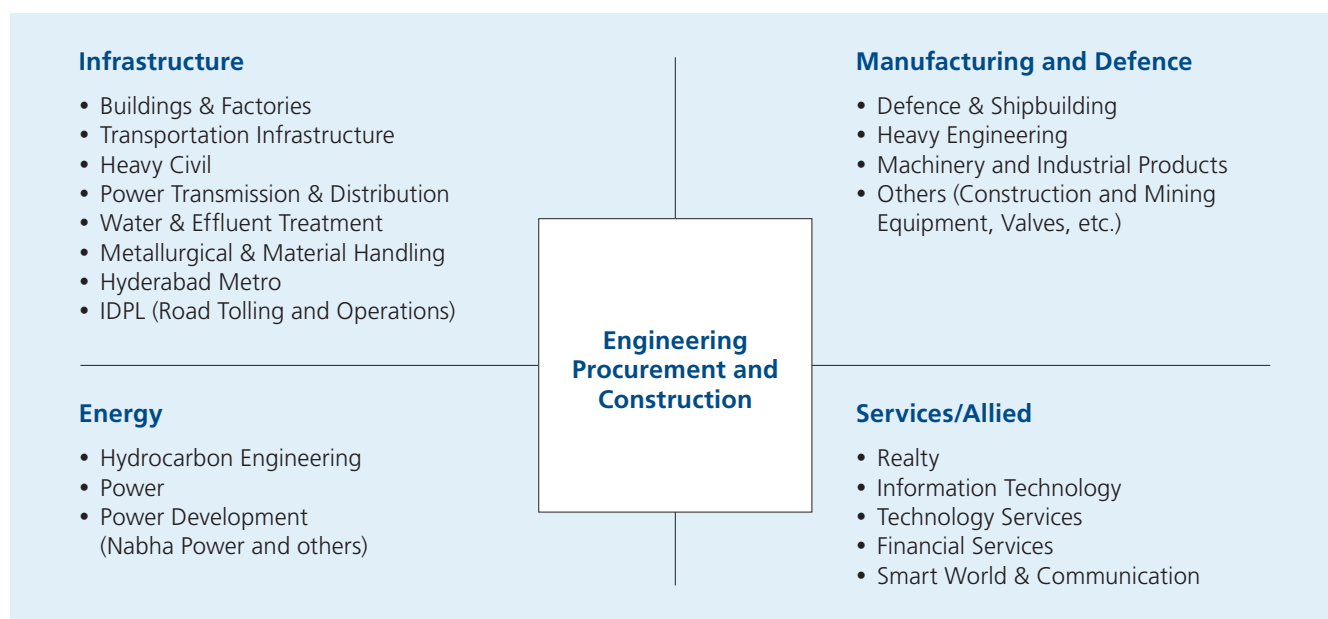 Infrastructure
• Buildings & Factories
• Transportation Infrastructure
• Heavy Civil
• Power Transmission & Distribution
• Water & Effluent Treatment
• Metallurgical & Material Handling
• Hyderabad Metro
• IDPL (Road Tolling and Operations)
Manufacturing and Defence
• Defence & Shipbuilding
• Heavy Engineering
• Machinery and Industrial Products
• Others (Construction and Mining
Equipment, Valves, etc.)
Engineering
Procurement and
Construction
Energy
• Hydrocarbon Engineering
• Power
• Power Development
(Nabha Power and others)
Services/Allied
• Realty
• Information Technology
• Technology Services
• Financial Services
• Smart World & Communication